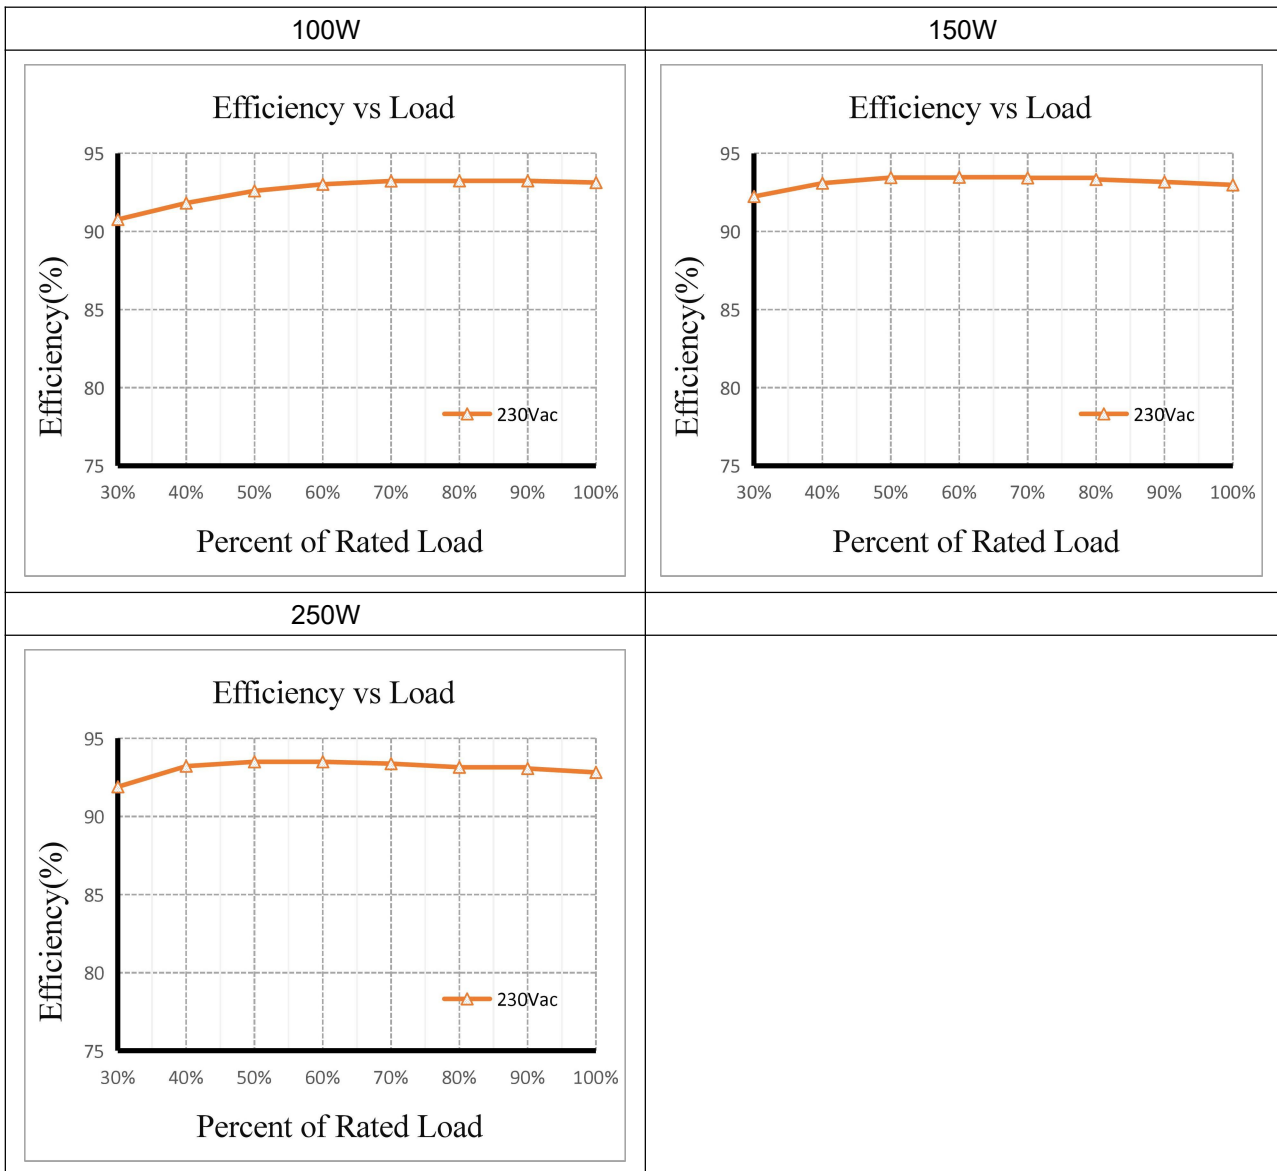 100W
150W
Efficiency vs Load
95
90
85
80
75
Efficiency(%)
230Vac
30% 40% 50% 60% 70% 80% 90% 100%
Percent of Rated Load
Efficiency vs Load
95
90
85
80
75
Efficiency(%)
230Vac
30% 40% 50% 60% 70% 80% 90% 100%
Percent of Rated Load
250W
Efficiency vs Load
95
90
85
80
75
Efficiency(%)
230Vac
30% 40% 50% 60% 70% 80% 90% 100%
Percent of Rated Load